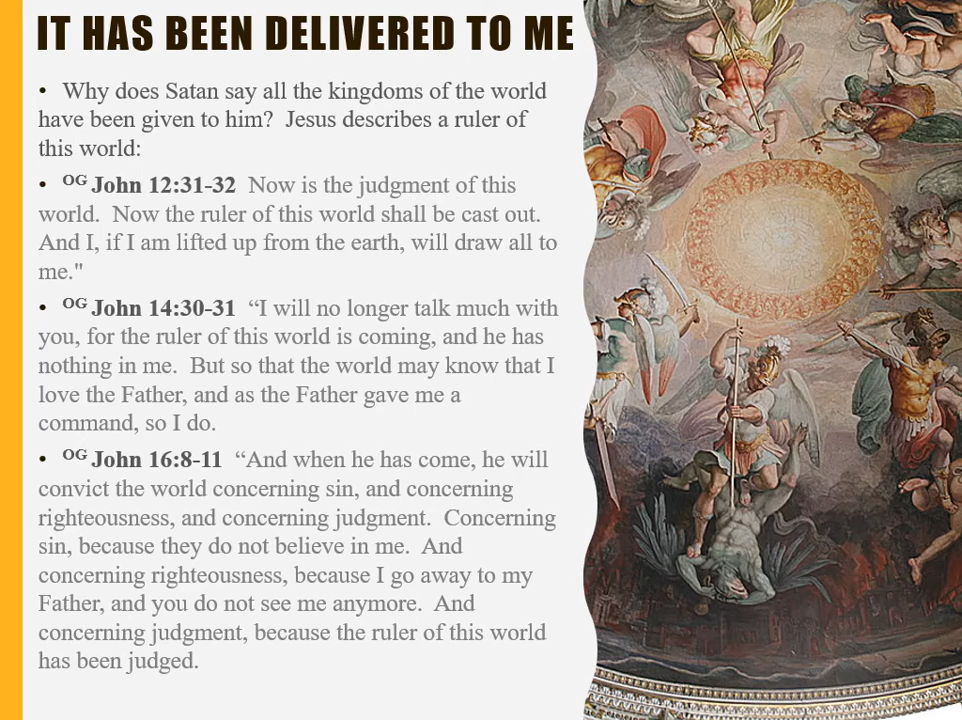 IT HAS BEEN DELIVERED TO ME
• Why does Satan say all the kingdoms of the world
have been given to him?  Jesus describes a ruler of
this world:
• OG John 12:31-32  Now is the judgment of this
world.  Now the ruler of this world shall be cast out.
And I, if I am lifted up from the earth, will draw all to
me."
• OG John 14:30-31  “I will no longer talk much with
you, for the ruler of this world is coming, and he has
nothing in me.  But so that the world may know that I
love the Father, and as the Father gave me a
command, so I do.
• OG John 16:8-11  “And when he has come, he will
convict the world concerning sin, and concerning
righteousness, and concerning judgment.  Concerning
sin, because they do not believe in me.  And
concerning righteousness, because I go away to my
Father, and you do not see me anymore.  And
concerning judgment, because the ruler of this world
has been judged.